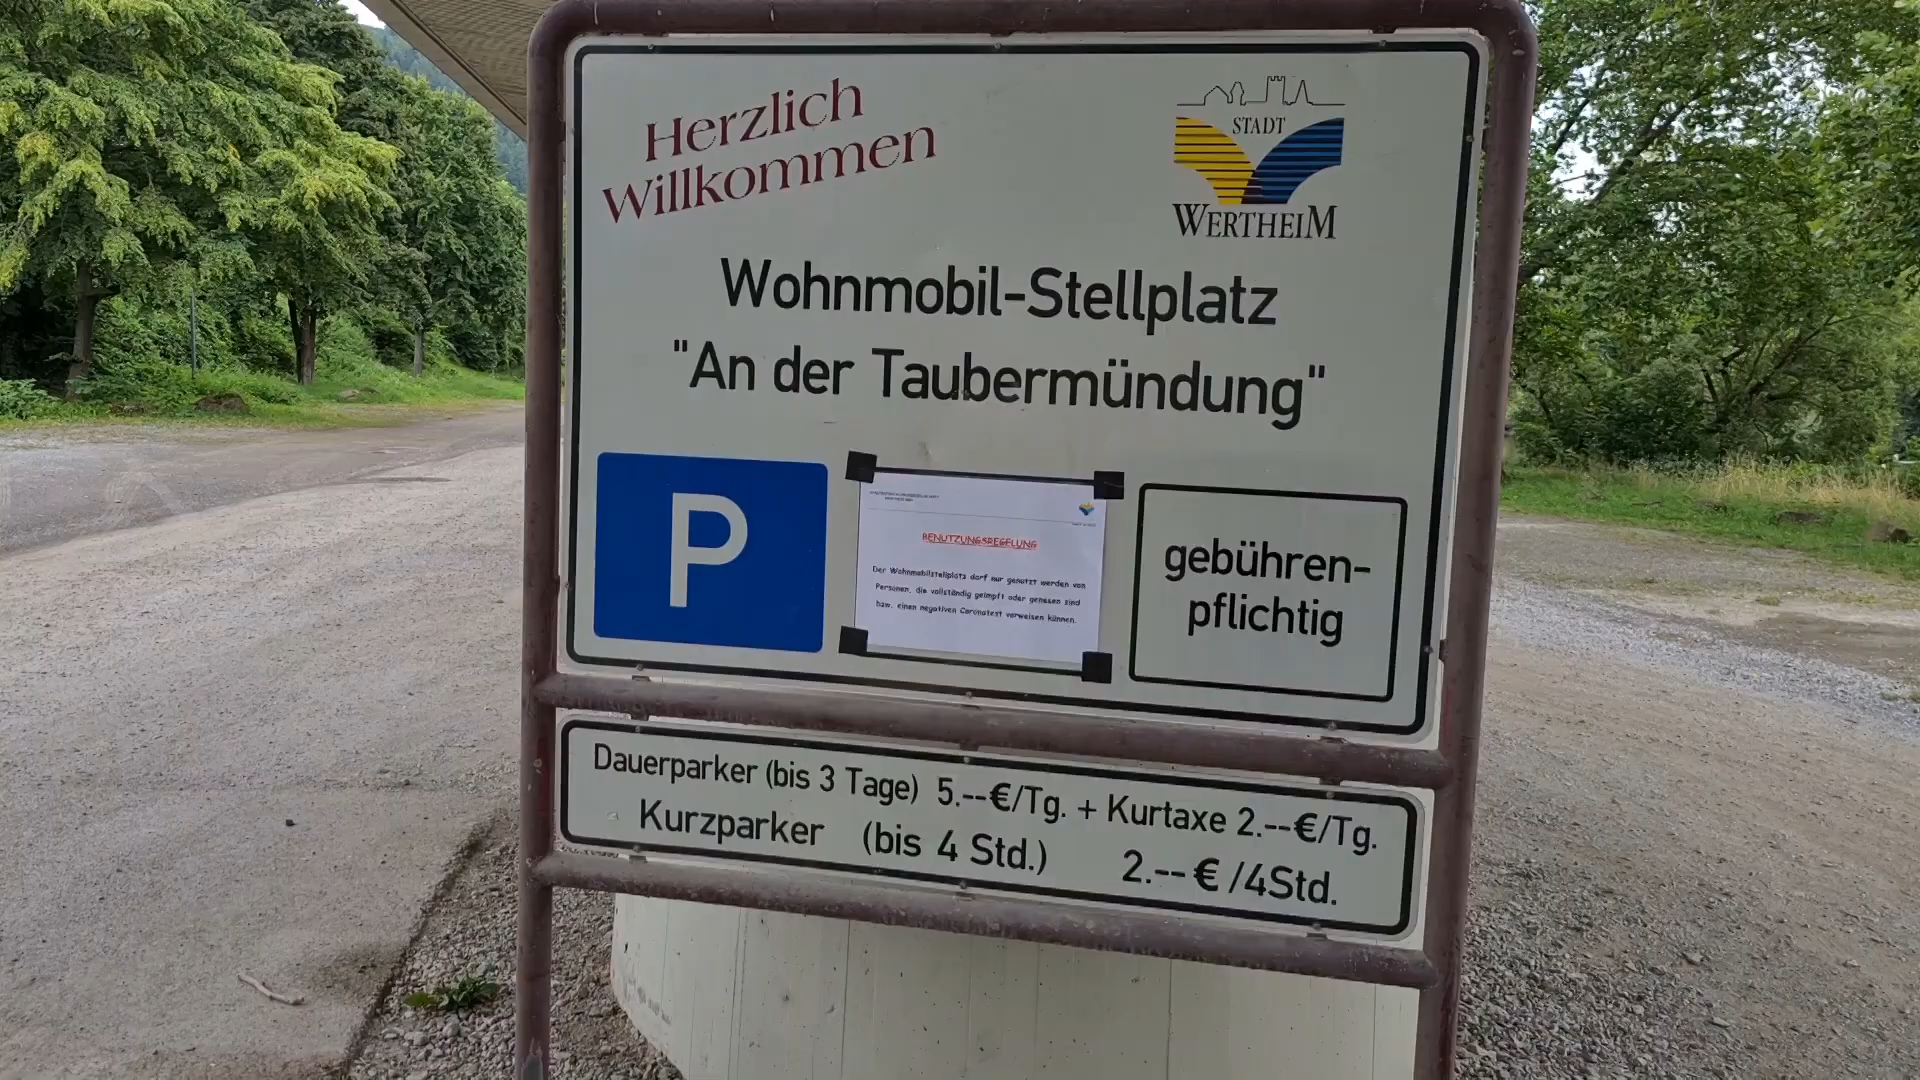 Herzlich
Willkommen
STADT
WERTHEIM
Wohnmobil-Stellplatz
"An der Taubermündung"
P
BENUTZUNGSREGELUNG
Der Wohnmobilstellplatz darf nur genutzt werden von
Personen, die vollständig geimpft oder genesen sind
bzw. einen negativen Coronatest vorweisen können.
gebühren-
pflichtig
Dauerparker (bis 3 Tage) 5.--€/Tg. + Kurtaxe 2.--€/Tg.
Kurzparker (bis 4 Std.) 2.--€/4Std.